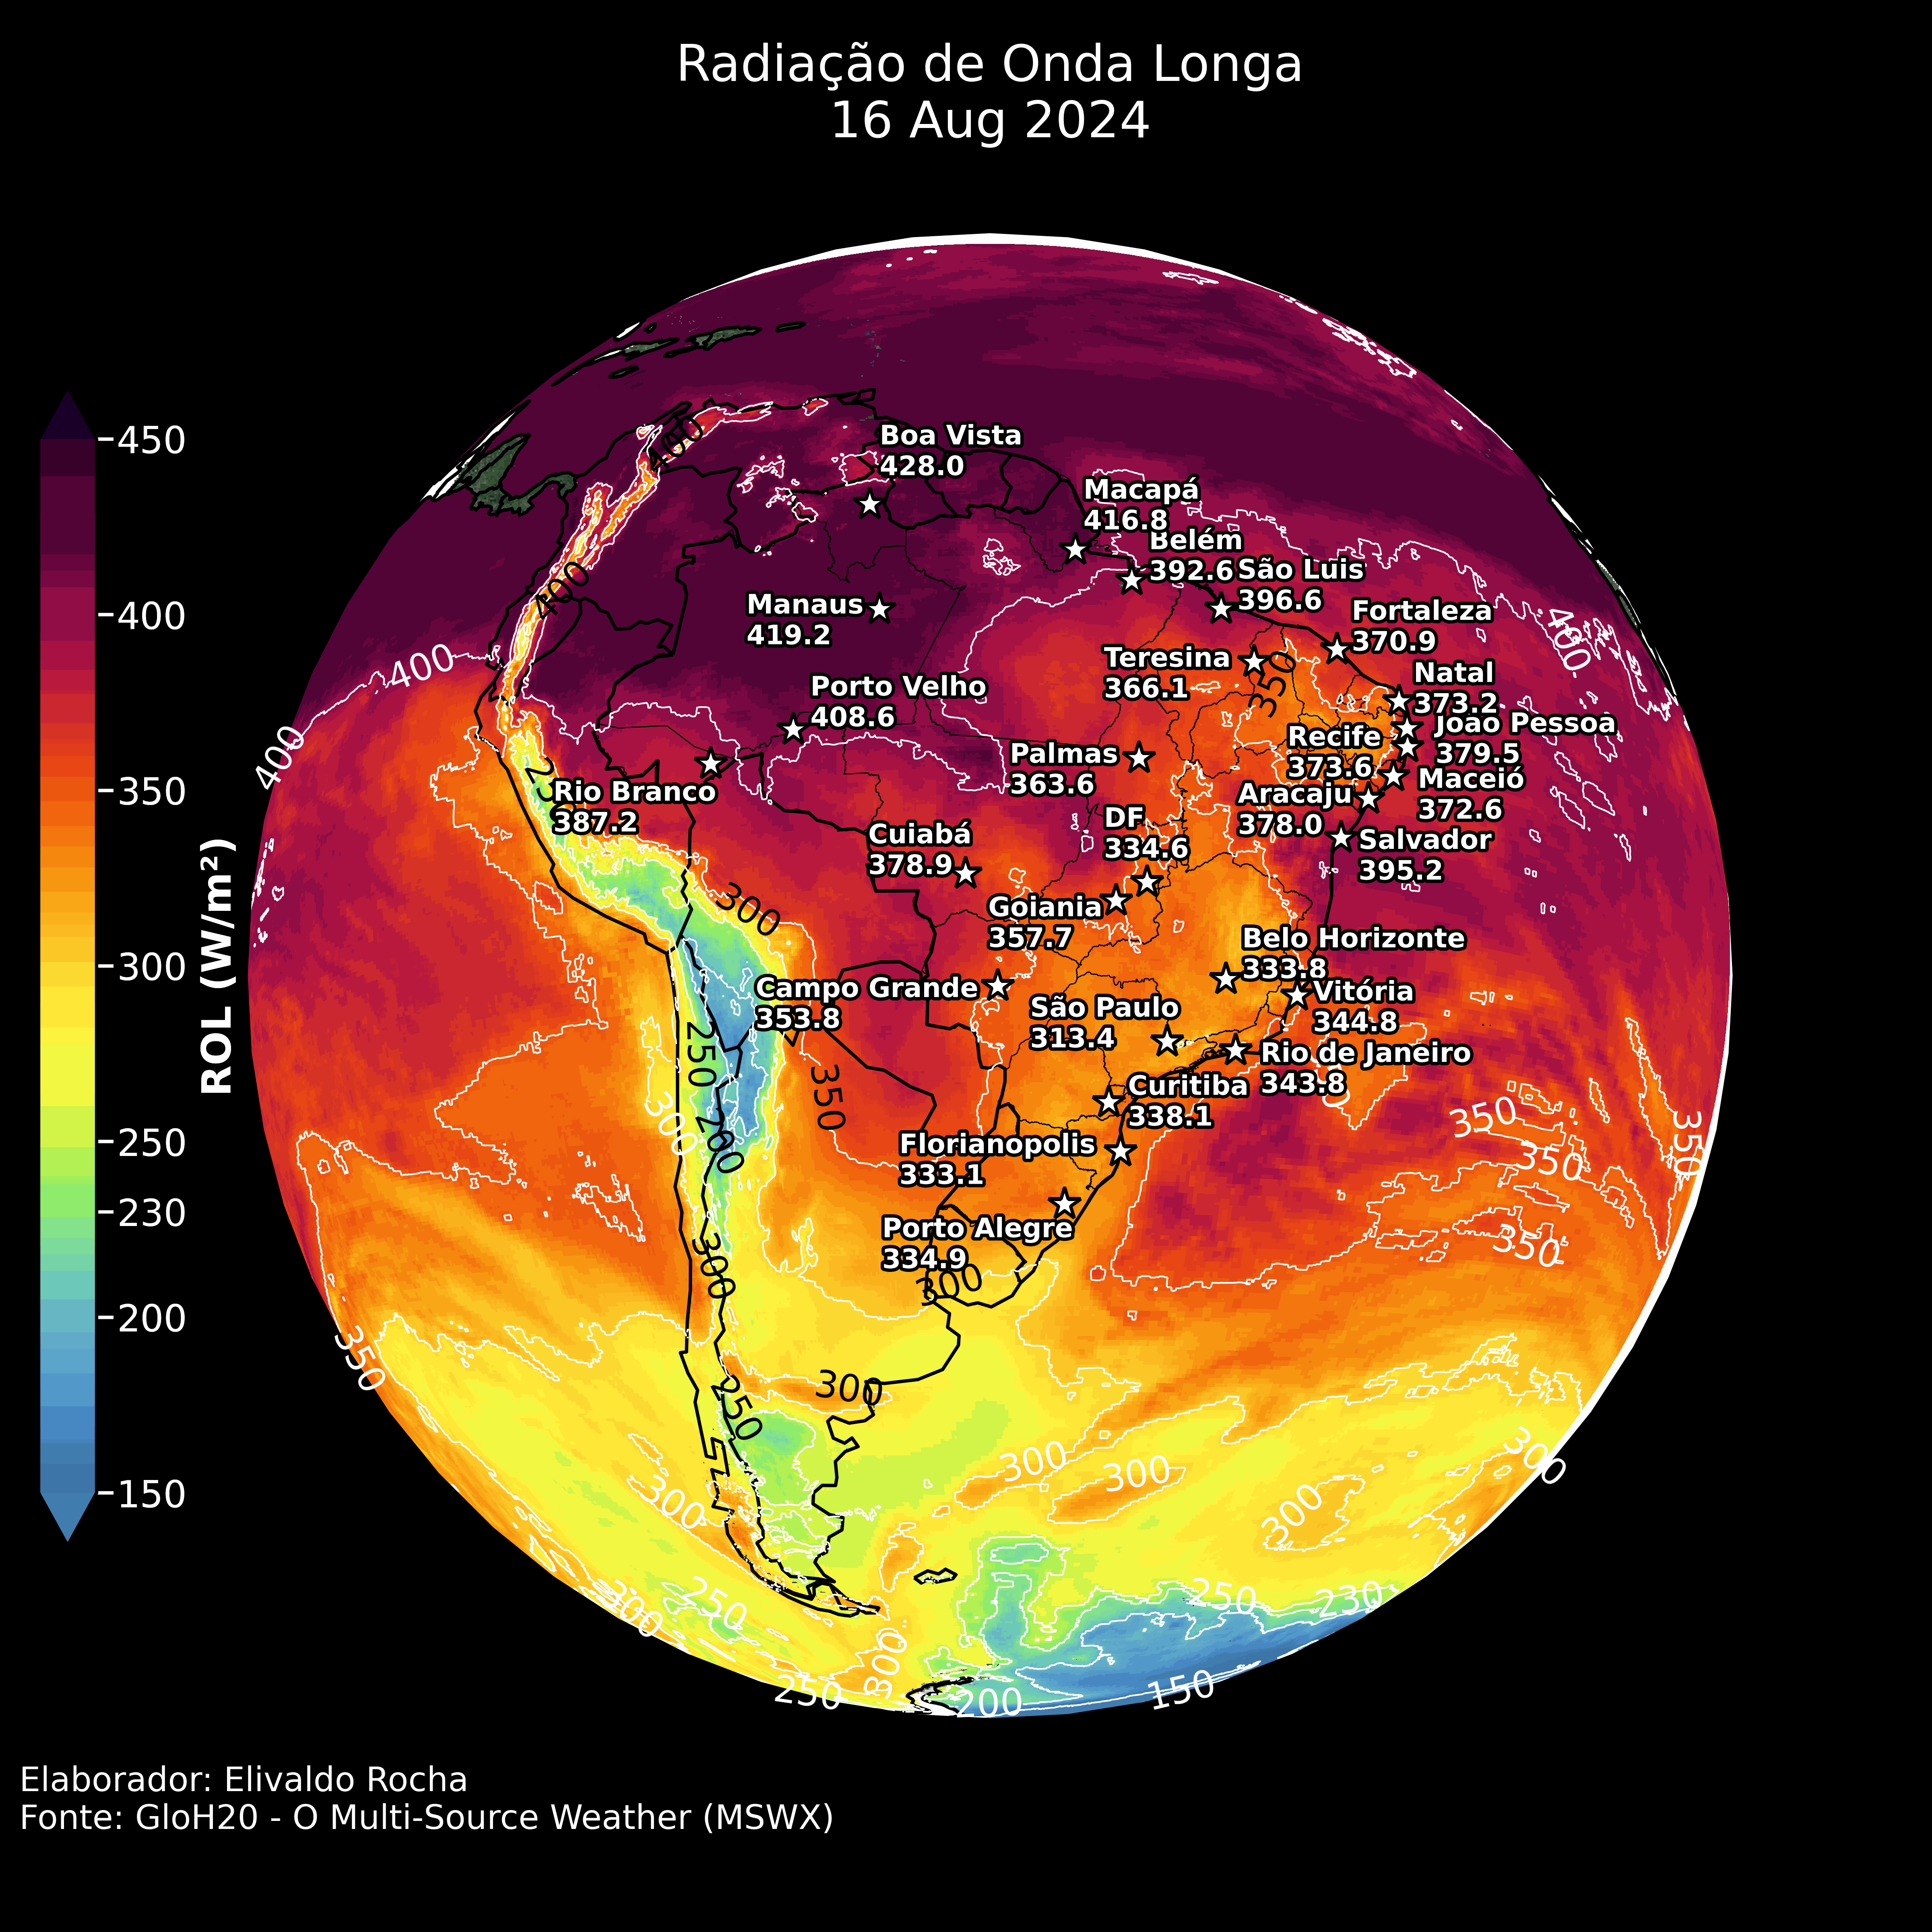 Radiação de Onda Longa
16 Aug 2024
450
400
350
300
250
230
200
150
ROL (W/m²)
Boa Vista
428.0
Macapá
416.8
Belém
392.6
São Luis
396.6
Fortaleza
370.9
Manaus
419.2
Teresina
366.1
Natal
373.2
Porto Velho
408.6
João Pessoa
379.5
Recife
373.6
Palmas
363.6
Maceió
372.6
Rio Branco
387.2
Aracaju
378.0
DF
334.6
Cuiabá
378.9
Salvador
395.2
Goiania
357.7
Belo Horizonte
333.8
Campo Grande
353.8
Vitória
344.8
São Paulo
313.4
Rio de Janeiro
343.8
Curitiba
338.1
Florianopolis
333.1
Porto Alegre
334.9
400
400
400
400
400
350
300
250
350
300
200
350
350
350
350
300
300
350
300
250
300
300
300
300
300
250
300
250
230
300
250
200
150
Elaborador: Elivaldo Rocha
Fonte: GloH20 - O Multi-Source Weather (MSWX)